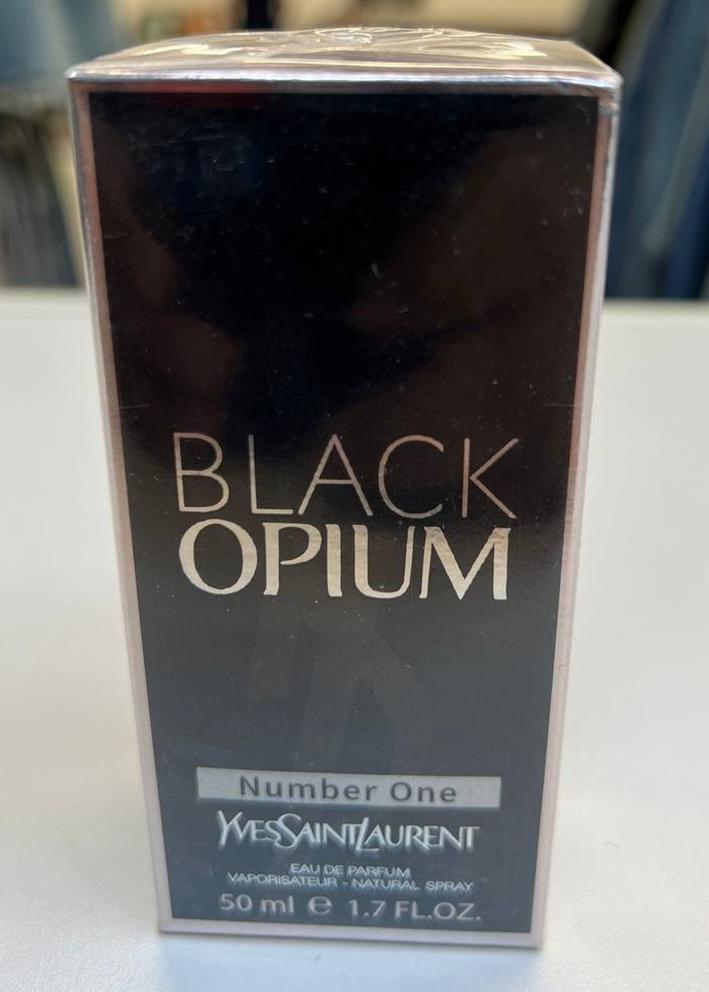 BLACK
OPIUM
Number One
YVESSAINTLAURENT
EAU DE PARFUM
VAPORISATEUR - NATURAL SPRAY
50 ml ℮ 1.7 FL.OZ.